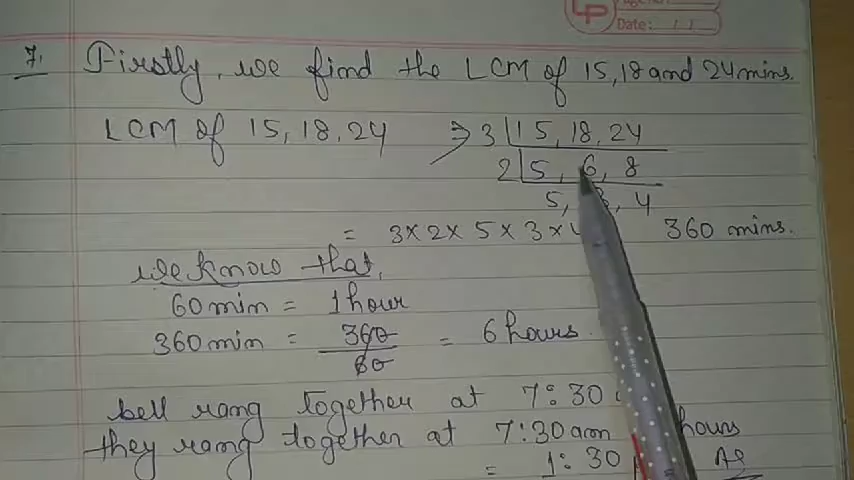 Date:
7. Firstly, we find the LCM of 15, 18 and 24 mins.
LCM of 15, 18, 24 ⇒ 3 | 15, 18, 24
2 | 5, 6, 8
5, 3, 4
= 3 × 2 × 5 × 3 × 4 360 mins.
We know that,
60 min = 1 hour
360 min = 360/60 = 6 hours.
bell rang together at 7:30
they rang together at 7:30 am hours
= 1:30